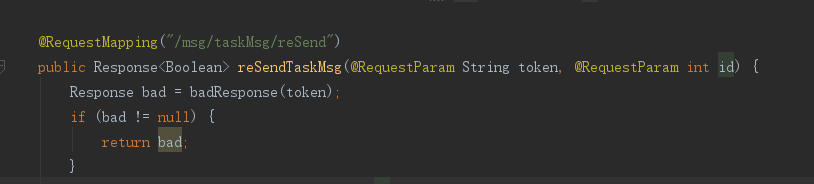 @RequestMapping("/msg/taskMsg/reSend")
public Response<Boolean> reSendTaskMsg(@RequestParam String token, @RequestParam int id) {
Response bad = badResponse(token);
if (bad != null) {
return bad;
}